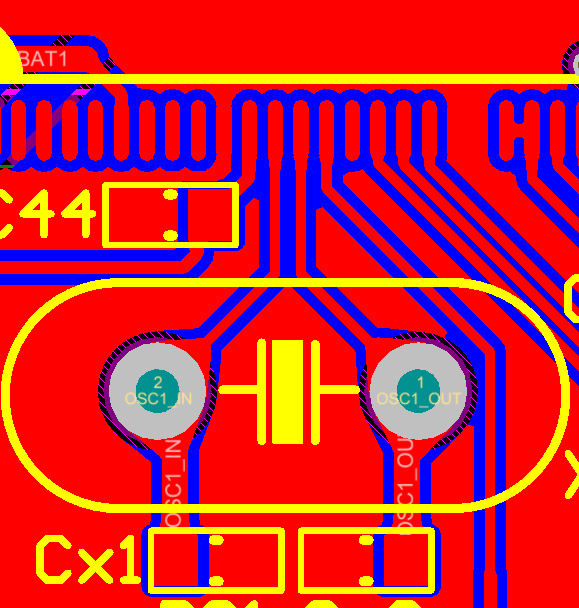 BAT1
C44
2
OSC1_IN
1
OSC1_OUT
OSC1_IN
OSC1_OU
Cx1